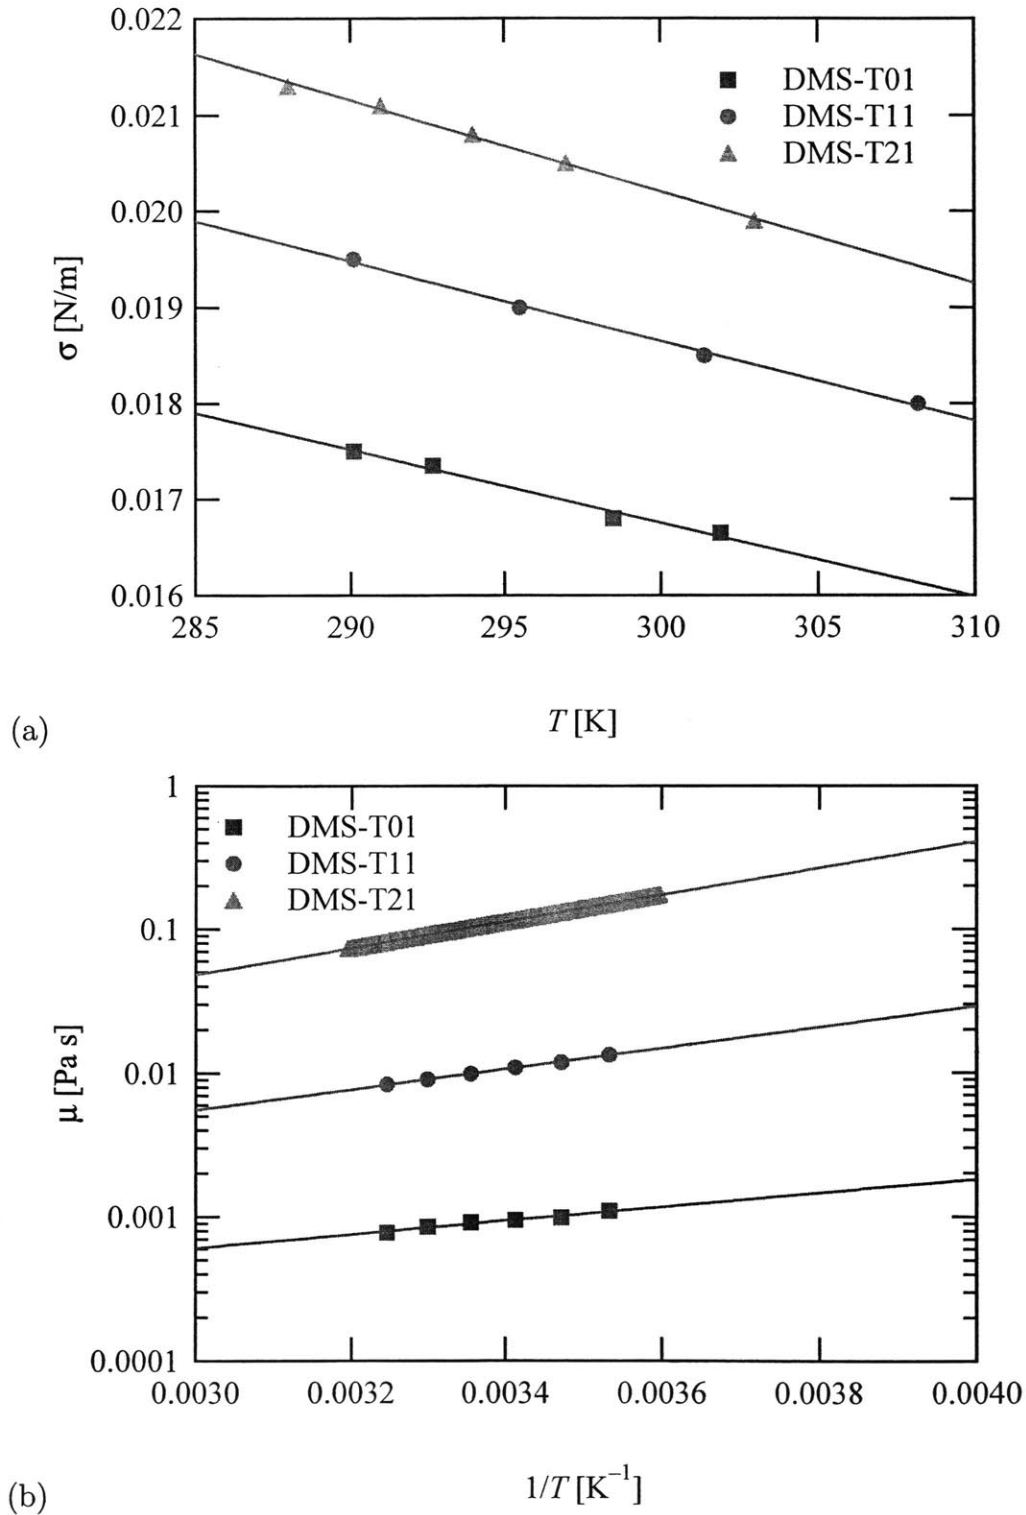 0.022
0.021
0.020
0.019
0.018
0.017
0.016
σ [N/m]
DMS-T01
DMS-T11
DMS-T21
285 290 295 300 305 310
T [K]
(a)
1
0.1
0.01
0.001
0.0001
μ [Pa s]
DMS-T01
DMS-T11
DMS-T21
0.0030 0.0032 0.0034 0.0036 0.0038 0.0040
1/T [K⁻¹]
(b)